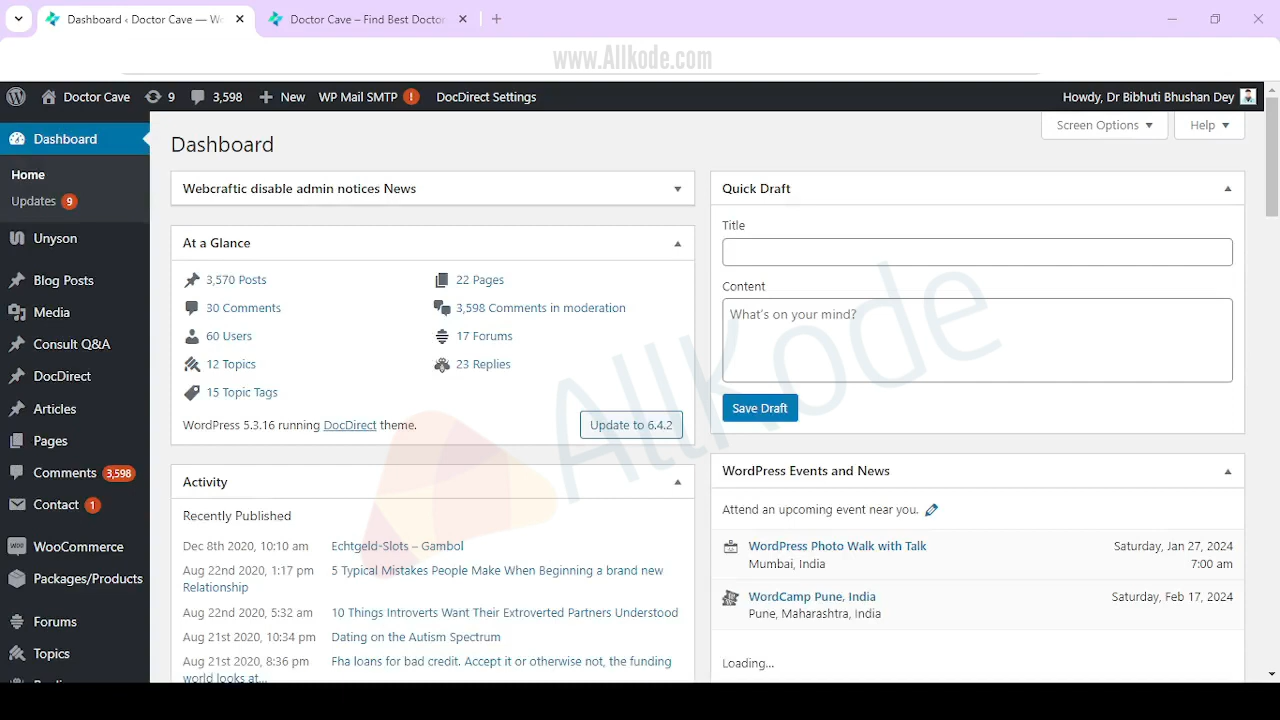 Dashboard ‹ Doctor Cave — Wo
Doctor Cave – Find Best Doctor
www.Allkode.com
Doctor Cave 9 3,598 New WP Mail SMTP ! DocDirect Settings Howdy, Dr Bibhuti Bhushan Dey
Dashboard
Home
Updates 9
Unyson
Blog Posts
Media
Consult Q&A
DocDirect
Articles
Pages
Comments 3,598
Contact 1
WooCommerce
Packages/Products
Forums
Topics
Screen Options
Help
Dashboard
Webcraftic disable admin notices News
At a Glance
3,570 Posts
22 Pages
30 Comments
3,598 Comments in moderation
60 Users
17 Forums
12 Topics
23 Replies
15 Topic Tags
WordPress 5.3.16 running DocDirect theme.
Update to 6.4.2
Activity
Recently Published
Dec 8th 2020, 10:10 am Echtgeld-Slots – Gambol
Aug 22nd 2020, 1:17 pm 5 Typical Mistakes People Make When Beginning a brand new
Relationship
Aug 22nd 2020, 5:32 am 10 Things Introverts Want Their Extroverted Partners Understood
Aug 21st 2020, 10:34 pm Dating on the Autism Spectrum
Aug 21st 2020, 8:36 pm Fha loans for bad credit. Accept it or otherwise not, the funding
world looks at...
Quick Draft
Title
Content
What's on your mind?
Save Draft
WordPress Events and News
Attend an upcoming event near you.
WordPress Photo Walk with Talk Saturday, Jan 27, 2024
Mumbai, India 7:00 am
WordCamp Pune, India Saturday, Feb 17, 2024
Pune, Maharashtra, India
Loading...
AllKode